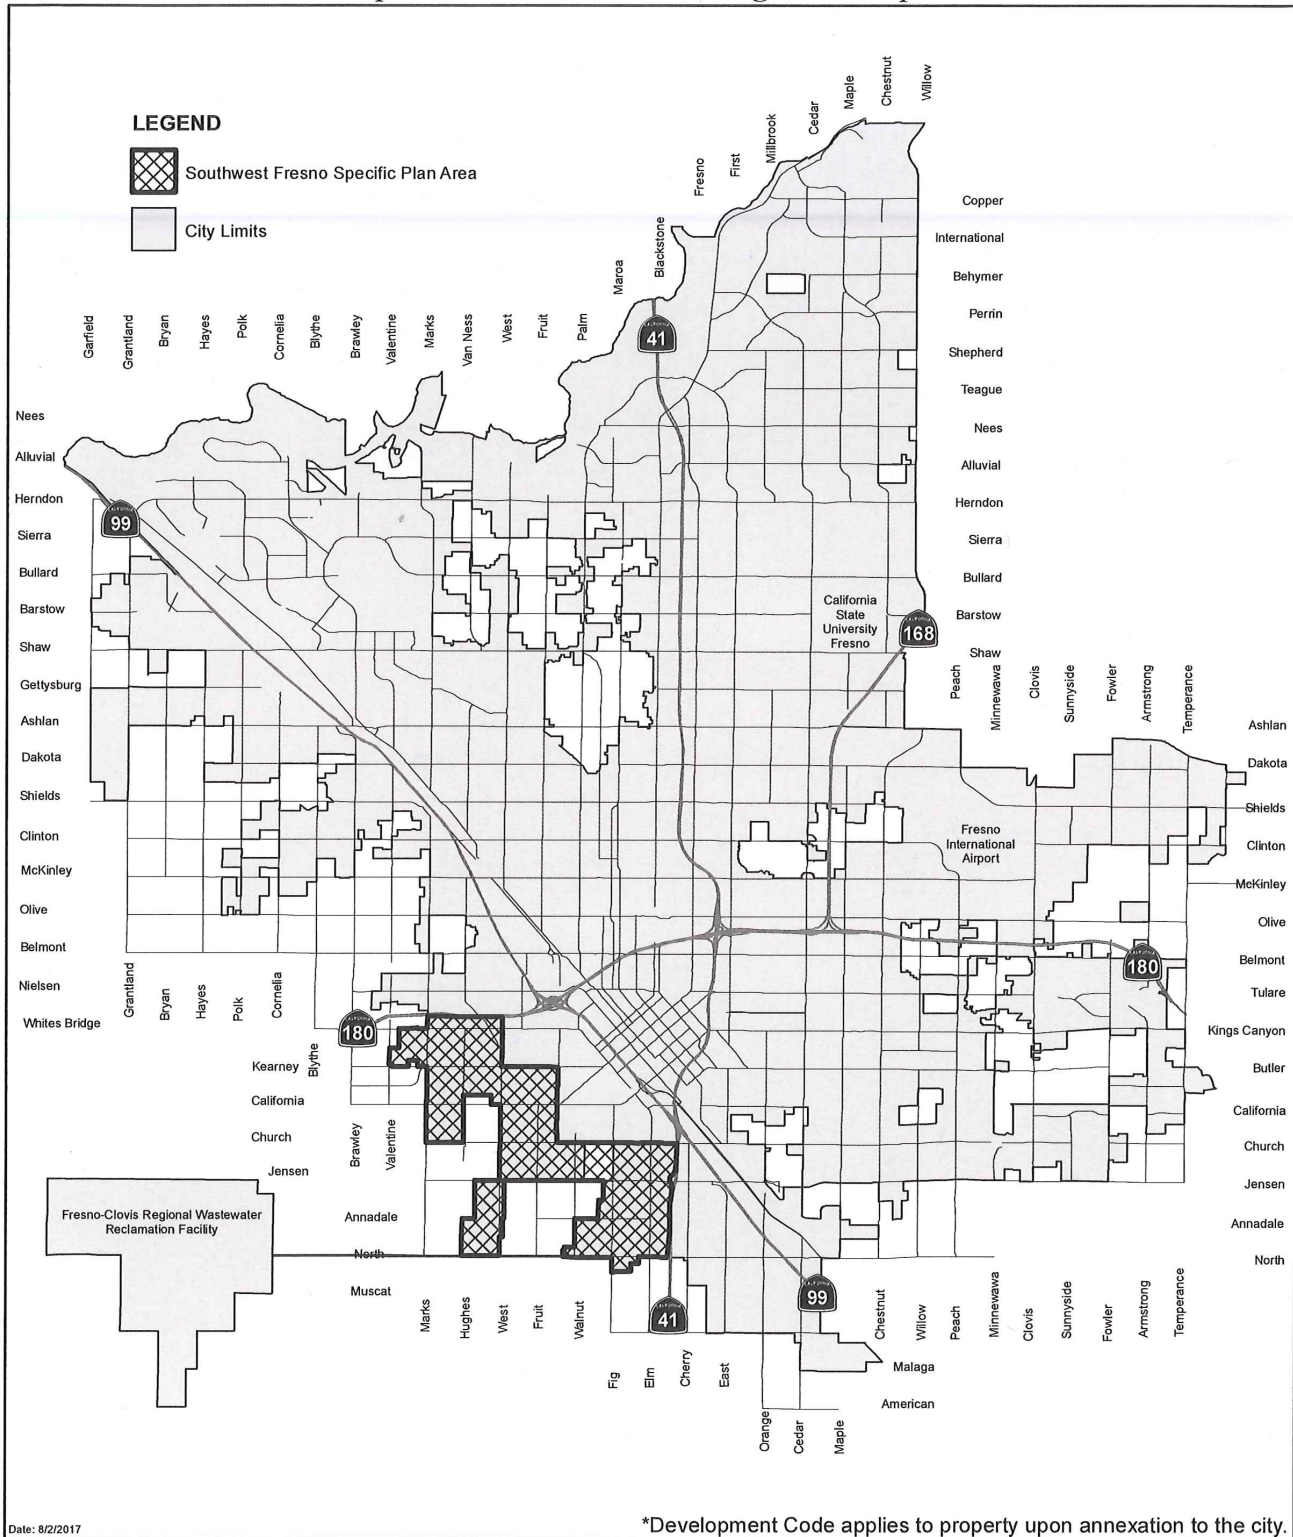 LEGEND
Southwest Fresno Specific Plan Area
City Limits
Fresno
First
Millbrook
Cedar
Maple
Chestnut
Willow
Maroa
Blackstone
Garfield
Grantland
Bryan
Hayes
Polk
Cornelia
Blythe
Brawley
Valentine
Marks
Van Ness
West
Fruit
Palm
Copper
International
Behymer
Perrin
Shepherd
Teague
Nees
Alluvial
Herndon
Sierra
Bullard
Barstow
Shaw
Nees
Alluvial
Herndon
Sierra
Bullard
Barstow
Shaw
Gettysburg
Ashlan
Dakota
Shields
Clinton
McKinley
Olive
Belmont
Nielsen
Whites Bridge
CALIFORNIA
41
CALIFORNIA
99
California
State
University
Fresno
CALIFORNIA
168
Peach
Minnewawa
Clovis
Sunnyside
Fowler
Armstrong
Temperance
Ashlan
Dakota
Shields
Clinton
McKinley
Olive
Belmont
Tulare
Kings Canyon
Butler
California
Church
Jensen
Annadale
North
Fresno
International
Airport
CALIFORNIA
180
Grantland
Bryan
Hayes
Polk
Cornelia
Blythe
CALIFORNIA
180
Kearney
California
Church
Jensen
Annadale
North
Muscat
Brawley
Valentine
Fresno-Clovis Regional Wastewater
Reclamation Facility
Marks
Hughes
West
Fruit
Walnut
Fig
Elm
Cherry
East
Orange
Cedar
Maple
CALIFORNIA
41
CALIFORNIA
99
Chestnut
Willow
Peach
Minnewawa
Clovis
Sunnyside
Fowler
Armstrong
Temperance
Malaga
American
Date: 8/2/2017
*Development Code applies to property upon annexation to the city.